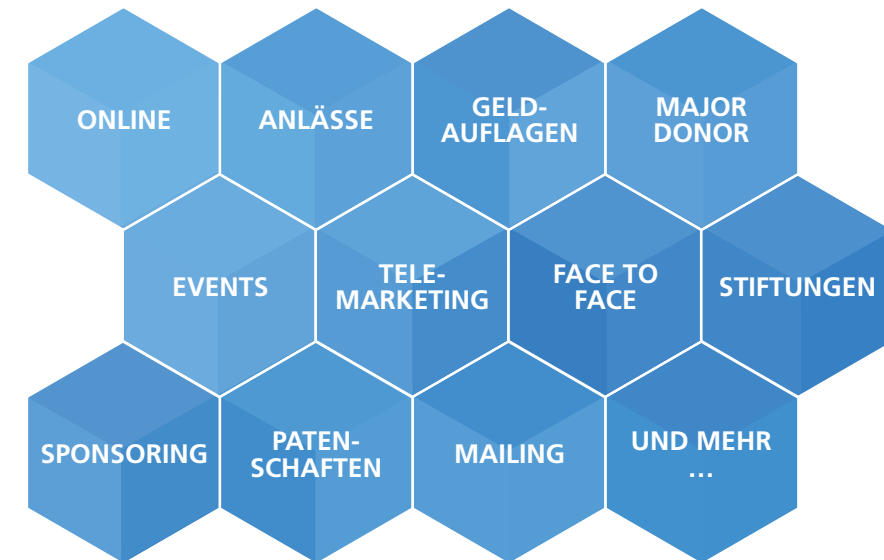 ONLINE
ANLÄSSE
GELD-
AUFLAGEN
MAJOR
DONOR
EVENTS
TELE-
MARKETING
FACE TO
FACE
STIFTUNGEN
SPONSORING
PATEN-
SCHAFTEN
MAILING
UND MEHR
...